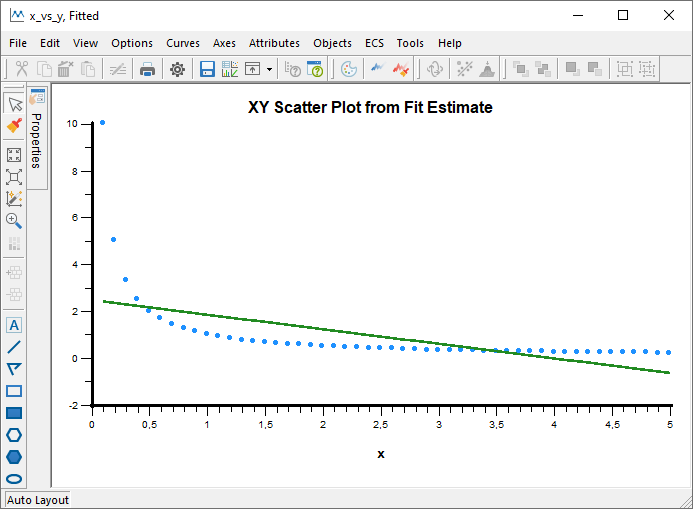 x_vs_y, Fitted
File Edit View Options Curves Axes Attributes Objects ECS Tools Help
Properties
A
XY Scatter Plot from Fit Estimate
10
8
6
4
2
0
-2
0 0,5 1 1,5 2 2,5 3 3,5 4 4,5 5
x
Auto Layout